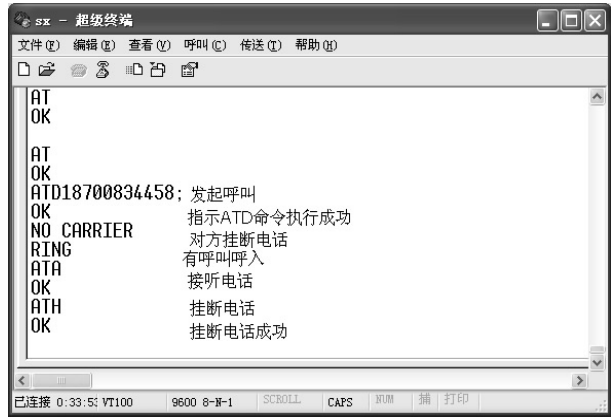 sx - 超级终端
文件(F) 编辑(E) 查看(V) 呼叫(C) 传送(T) 帮助(H)
AT
OK
AT
OK
ATD18700834458; 发起呼叫
OK 指示ATD命令执行成功
NO CARRIER 对方挂断电话
RING 有呼叫呼入
ATA 接听电话
OK
ATH 挂断电话
OK 挂断电话成功
已连接 0:33:5 VT100 9600 8-N-1 SCROLL CAPS NUM 捕 打印